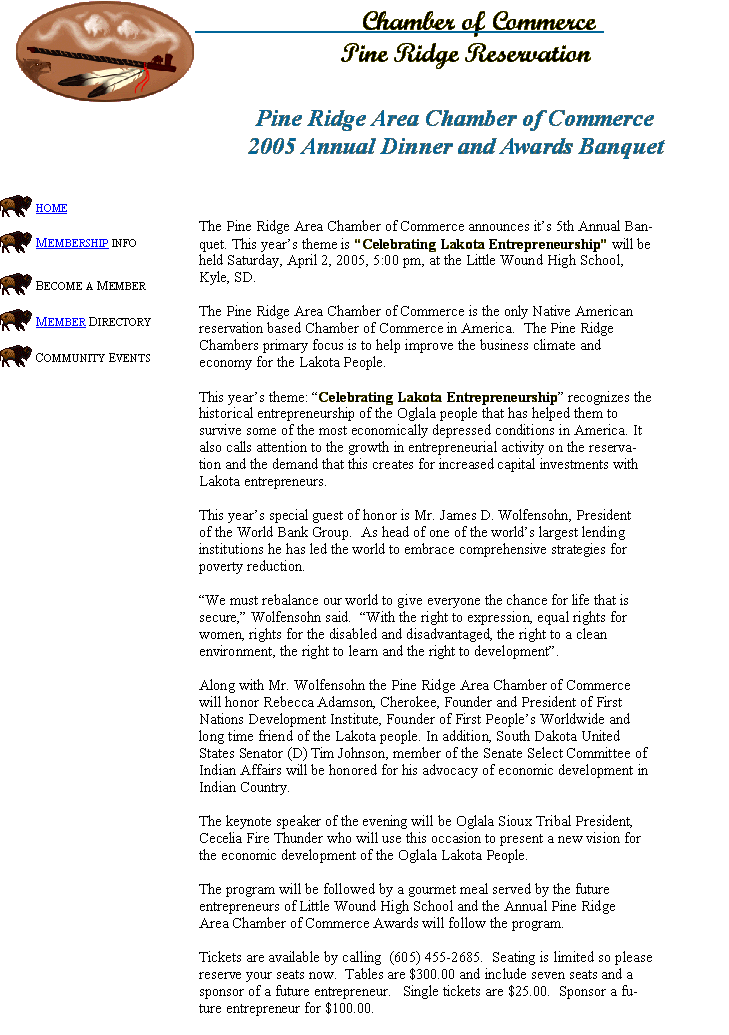 Chamber of Commerce
Pine Ridge Reservation
Pine Ridge Area Chamber of Commerce
2005 Annual Dinner and Awards Banquet
HOME
MEMBERSHIP INFO
BECOME A MEMBER
MEMBER DIRECTORY
COMMUNITY EVENTS
The Pine Ridge Area Chamber of Commerce announces it’s 5th Annual Ban-
quet. This year’s theme is "Celebrating Lakota Entrepreneurship" will be
held Saturday, April 2, 2005, 5:00 pm, at the Little Wound High School,
Kyle, SD.
The Pine Ridge Area Chamber of Commerce is the only Native American
reservation based Chamber of Commerce in America. The Pine Ridge
Chambers primary focus is to help improve the business climate and
economy for the Lakota People.
This year’s theme: “Celebrating Lakota Entrepreneurship” recognizes the
historical entrepreneurship of the Oglala people that has helped them to
survive some of the most economically depressed conditions in America. It
also calls attention to the growth in entrepreneurial activity on the reserva-
tion and the demand that this creates for increased capital investments with
Lakota entrepreneurs.
This year’s special guest of honor is Mr. James D. Wolfensohn, President
of the World Bank Group. As head of one of the world’s largest lending
institutions he has led the world to embrace comprehensive strategies for
poverty reduction.
“We must rebalance our world to give everyone the chance for life that is
secure,” Wolfensohn said. “With the right to expression, equal rights for
women, rights for the disabled and disadvantaged, the right to a clean
environment, the right to learn and the right to development”.
Along with Mr. Wolfensohn the Pine Ridge Area Chamber of Commerce
will honor Rebecca Adamson, Cherokee, Founder and President of First
Nations Development Institute, Founder of First People’s Worldwide and
long time friend of the Lakota people. In addition, South Dakota United
States Senator (D) Tim Johnson, member of the Senate Select Committee of
Indian Affairs will be honored for his advocacy of economic development in
Indian Country.
The keynote speaker of the evening will be Oglala Sioux Tribal President,
Cecelia Fire Thunder who will use this occasion to present a new vision for
the economic development of the Oglala Lakota People.
The program will be followed by a gourmet meal served by the future
entrepreneurs of Little Wound High School and the Annual Pine Ridge
Area Chamber of Commerce Awards will follow the program.
Tickets are available by calling (605) 455-2685. Seating is limited so please
reserve your seats now. Tables are $300.00 and include seven seats and a
sponsor of a future entrepreneur. Single tickets are $25.00. Sponsor a fu-
ture entrepreneur for $100.00.